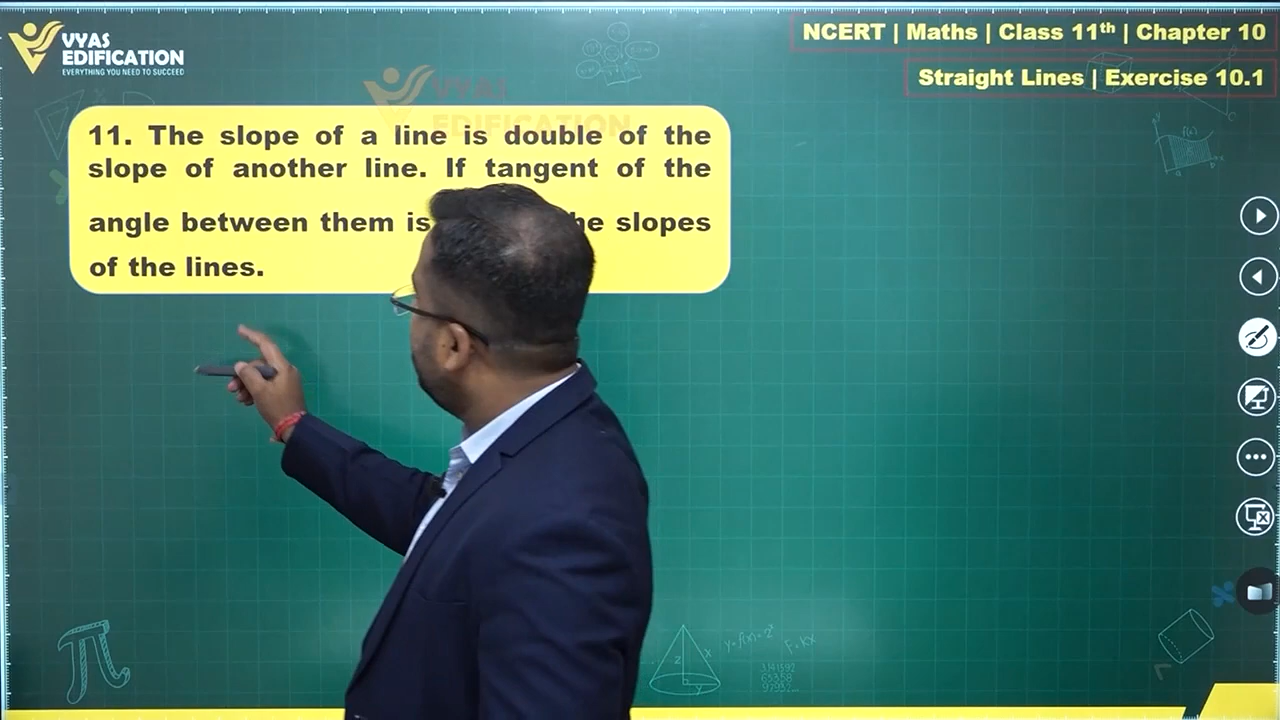 VYAS
EDIFICATION
EVERYTHING YOU NEED TO SUCCEED
NCERT | Maths | Class 11th | Chapter 10
Straight Lines | Exercise 10.1
VYAS
EDIFICATION
11. The slope of a line is double of the
slope of another line. If tangent of the
angle between them is he slopes
of the lines.